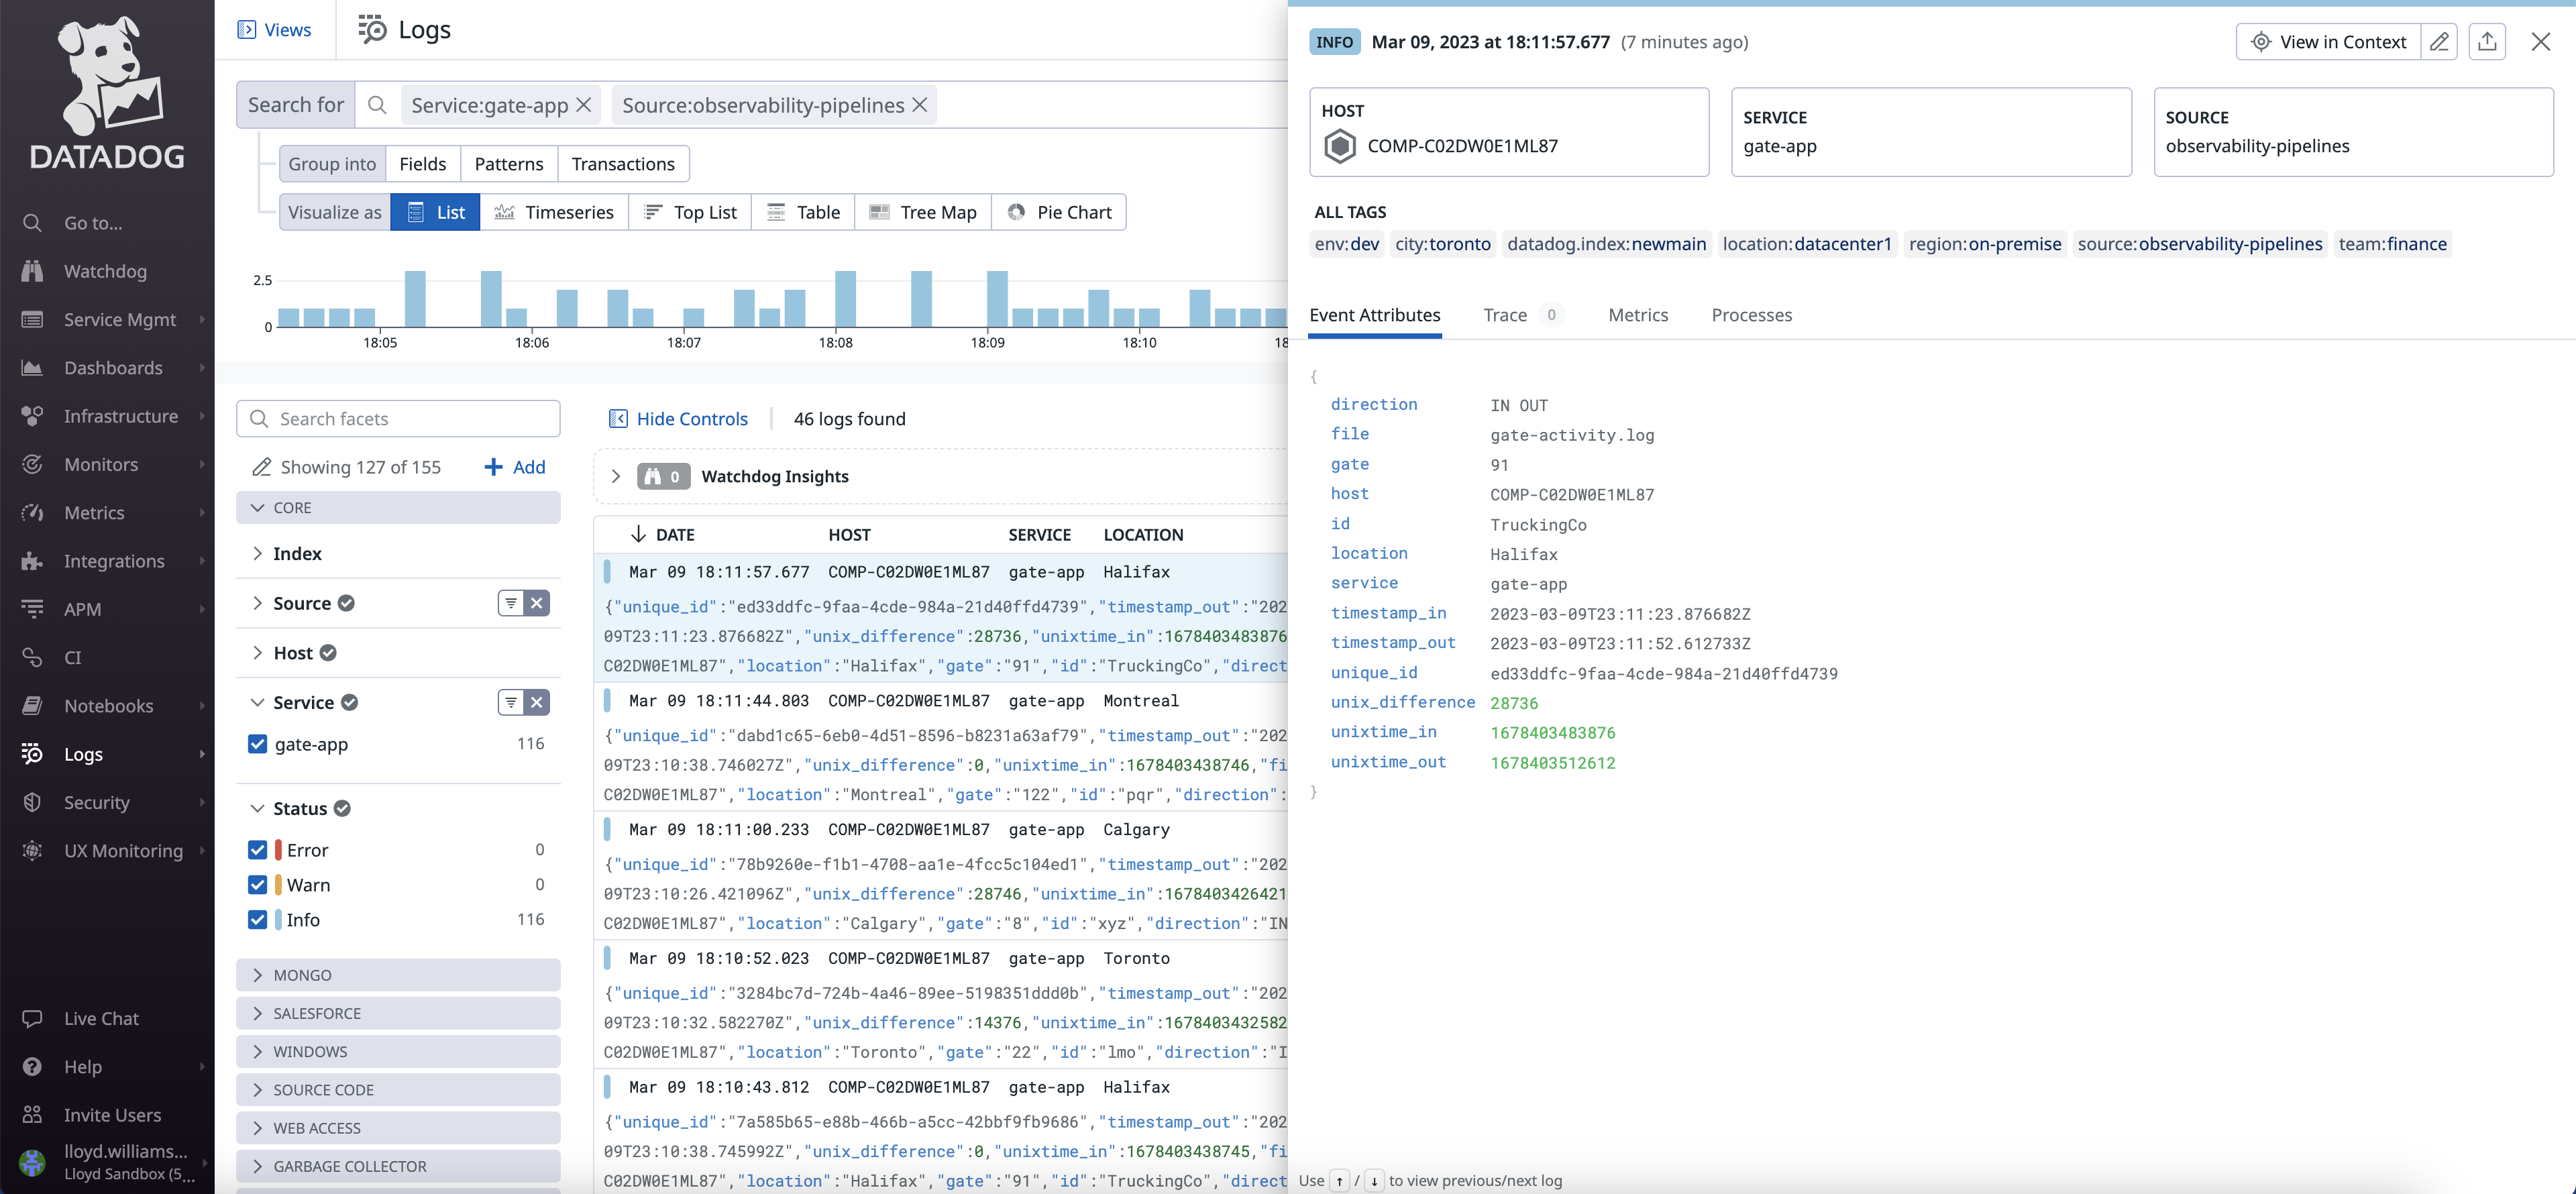 DATADOG
Go to...
Watchdog
Service Mgmt
Dashboards
Infrastructure
Monitors
Metrics
Integrations
APM
CI
Notebooks
Logs
Security
UX Monitoring
Live Chat
Help
Invite Users
lloyd.williams...
Lloyd Sandbox (5...
Views
Logs
Search for
Service:gate-app
Source:observability-pipelines
Group into Fields Patterns Transactions
Visualize as List Timeseries Top List Table Tree Map Pie Chart
2.5
0
18:05 18:06 18:07 18:08 18:09 18:10 18
Search facets
Showing 127 of 155 Add
CORE
Index
Source
Host
Service
gate-app 116
Status
Error 0
Warn 0
Info 116
MONGO
SALESFORCE
WINDOWS
SOURCE CODE
WEB ACCESS
GARBAGE COLLECTOR
Hide Controls 46 logs found
0 Watchdog Insights
DATE HOST SERVICE LOCATION
Mar 09 18:11:57.677 COMP-C02DW0E1ML87 gate-app Halifax
{"unique_id":"ed33ddfc-9faa-4cde-984a-21d40ffd4739","timestamp_out":"202
09T23:11:23.876682Z","unix_difference":28736,"unixtime_in":1678403483876
C02DW0E1ML87","location":"Halifax","gate":"91","id":"TruckingCo","direct
Mar 09 18:11:44.803 COMP-C02DW0E1ML87 gate-app Montreal
{"unique_id":"dabd1c65-6eb0-4d51-8596-b8231a63af79","timestamp_out":"202
09T23:10:38.746027Z","unix_difference":0,"unixtime_in":1678403438746,"fi
C02DW0E1ML87","location":"Montreal","gate":"122","id":"pqr","direction":
Mar 09 18:11:00.233 COMP-C02DW0E1ML87 gate-app Calgary
{"unique_id":"78b9260e-f1b1-4708-aa1e-4fcc5c104ed1","timestamp_out":"202
09T23:10:26.421096Z","unix_difference":28746,"unixtime_in":1678403426421
C02DW0E1ML87","location":"Calgary","gate":"8","id":"xyz","direction":"IN
Mar 09 18:10:52.023 COMP-C02DW0E1ML87 gate-app Toronto
{"unique_id":"3284bc7d-724b-4a46-89ee-5198351ddd0b","timestamp_out":"202
09T23:10:32.582270Z","unix_difference":14376,"unixtime_in":1678403432582
C02DW0E1ML87","location":"Toronto","gate":"22","id":"lmo","direction":"I
Mar 09 18:10:43.812 COMP-C02DW0E1ML87 gate-app Halifax
{"unique_id":"7a585b65-e88b-466b-a5cc-42bbf9fb9686","timestamp_out":"202
09T23:10:38.745992Z","unix_difference":0,"unixtime_in":1678403438745,"fi
C02DW0E1ML87","location":"Halifax","gate":"91","id":"TruckingCo","direct
INFO Mar 09, 2023 at 18:11:57.677 (7 minutes ago)
View in Context
HOST
COMP-C02DW0E1ML87
SERVICE
gate-app
SOURCE
observability-pipelines
ALL TAGS
env:dev city:toronto datadog.index:newmain location:datacenter1 region:on-premise source:observability-pipelines team:finance
Event Attributes Trace 0 Metrics Processes
{
direction IN OUT
file gate-activity.log
gate 91
host COMP-C02DW0E1ML87
id TruckingCo
location Halifax
service gate-app
timestamp_in 2023-03-09T23:11:23.876682Z
timestamp_out 2023-03-09T23:11:52.612733Z
unique_id ed33ddfc-9faa-4cde-984a-21d40ffd4739
unix_difference 28736
unixtime_in 1678403483876
unixtime_out 1678403512612
}
Use ↑ / ↓ to view previous/next log